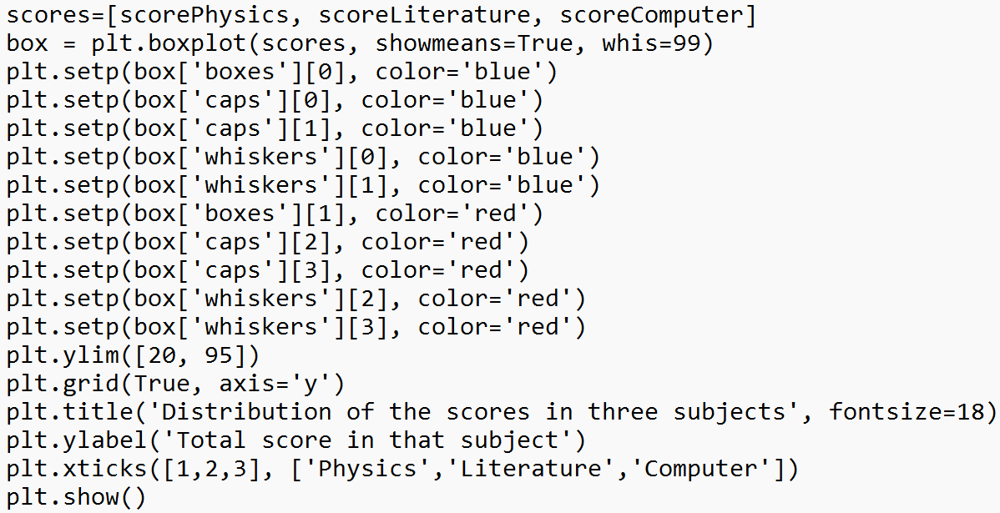 scores=[scorePhysics, scoreLiterature, scoreComputer]
box = plt.boxplot(scores, showmeans=True, whis=99)
plt.setp(box['boxes'][0], color='blue')
plt.setp(box['caps'][0], color='blue')
plt.setp(box['caps'][1], color='blue')
plt.setp(box['whiskers'][0], color='blue')
plt.setp(box['whiskers'][1], color='blue')
plt.setp(box['boxes'][1], color='red')
plt.setp(box['caps'][2], color='red')
plt.setp(box['caps'][3], color='red')
plt.setp(box['whiskers'][2], color='red')
plt.setp(box['whiskers'][3], color='red')
plt.ylim([20, 95])
plt.grid(True, axis='y')
plt.title('Distribution of the scores in three subjects', fontsize=18)
plt.ylabel('Total score in that subject')
plt.xticks([1,2,3], ['Physics','Literature','Computer'])
plt.show()